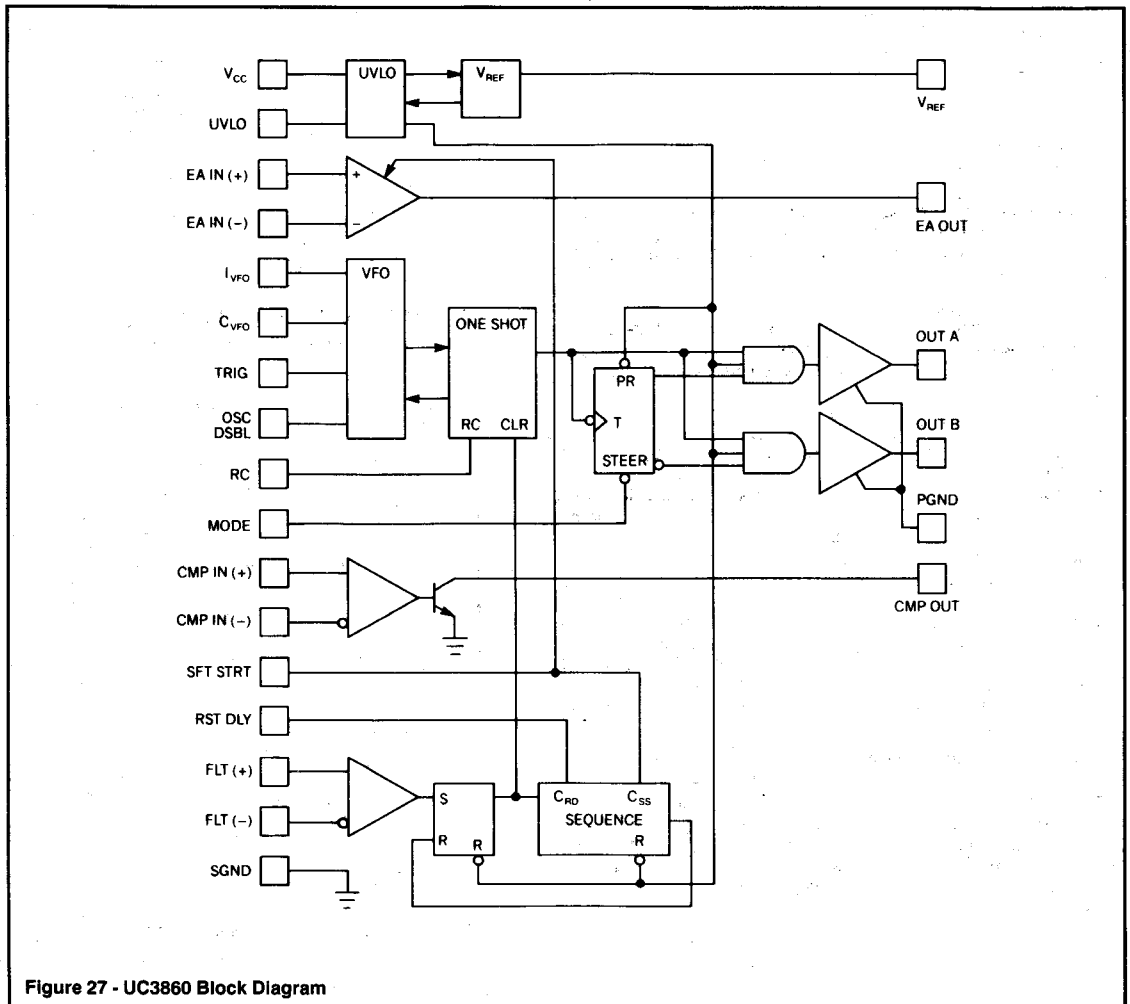 V_CC
UVLO
V_REF
V_REF
UVLO
EA IN (+)
+
EA IN (−)
−
EA OUT
I_VFO
VFO
C_VFO
ONE SHOT
TRIG
OUT A
PR
OSC
DSBL
RC
CLR
T
OUT B
STEER
RC
PGND
MODE
CMP IN (+)
CMP OUT
CMP IN (−)
SFT STRT
RST DLY
FLT (+)
S
C_RD
C_SS
FLT (−)
SEQUENCE
R
R
R
SGND
Figure 27 - UC3860 Block Diagram